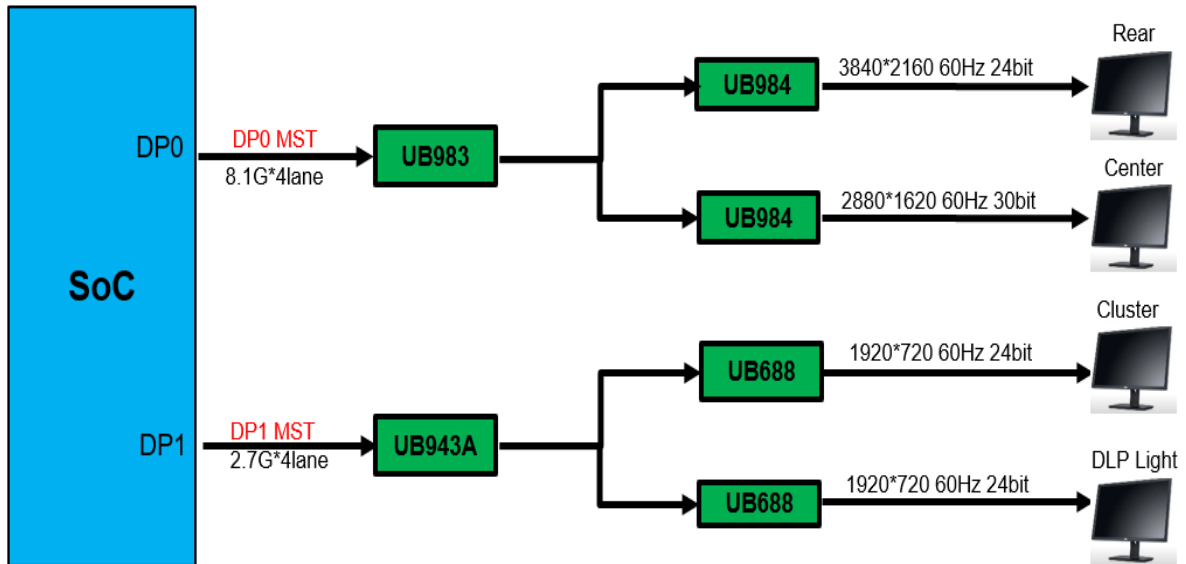 Rear
3840*2160 60Hz 24bit
UB984
DP0
DP0 MST
8.1G*4lane
UB983
Center
2880*1620 60Hz 30bit
UB984
SoC
Cluster
1920*720 60Hz 24bit
UB688
DP1
DP1 MST
2.7G*4lane
UB943A
DLP Light
1920*720 60Hz 24bit
UB688